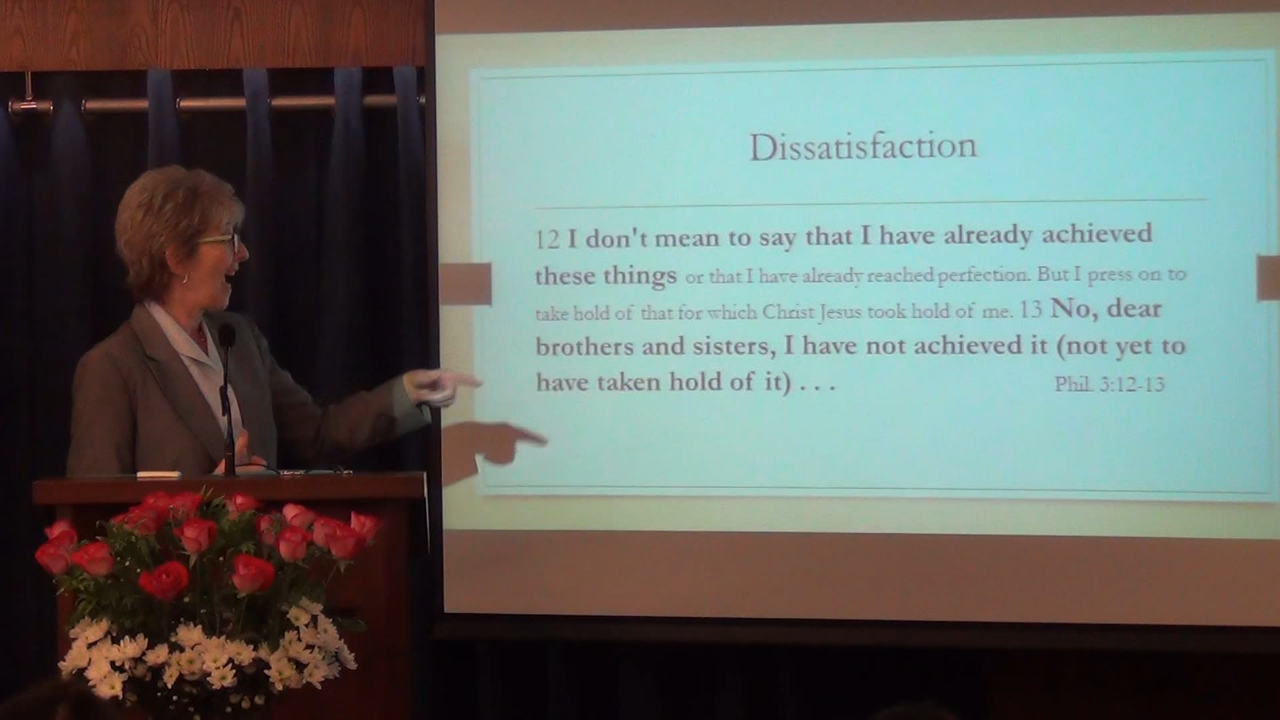 Dissatisfaction
12 I don't mean to say that I have already achieved
these things or that I have already reached perfection. But I press on to
take hold of that for which Christ Jesus took hold of me. 13 No, dear
brothers and sisters, I have not achieved it (not yet to
have taken hold of it) . . . Phil. 3:12-13